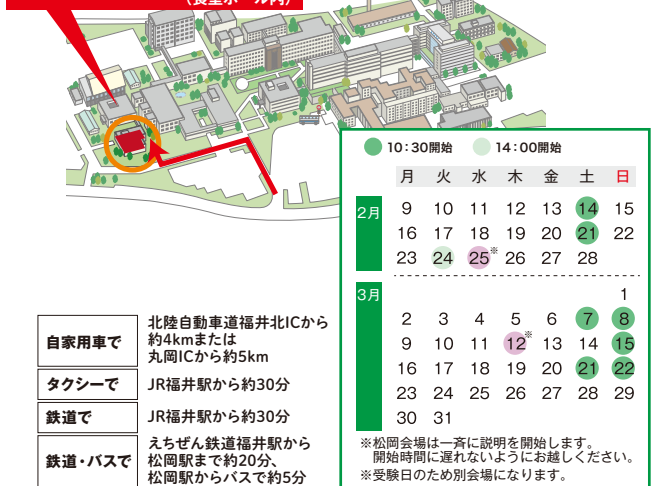 （食堂ホール内）
10：30開始　14：00開始
月 火 水 木 金 土 日
2月
9 10 11 12 13 14 15
16 17 18 19 20 21 22
23 24 25※ 26 27 28
3月
1
2 3 4 5 6 7 8
9 10 11 12※ 13 14 15
16 17 18 19 20 21 22
23 24 25 26 27 28 29
30 31
※松岡会場は一斉に説明を開始します。
開始時間に遅れないようにお越しください。
※受験日のため別会場になります。
自家用車で
北陸自動車道福井北ICから
約4kmまたは
丸岡ICから約5km
タクシーで
JR福井駅から約30分
鉄道で
JR福井駅から約30分
鉄道・バスで
えちぜん鉄道福井駅から
松岡駅まで約20分、
松岡駅からバスで約5分